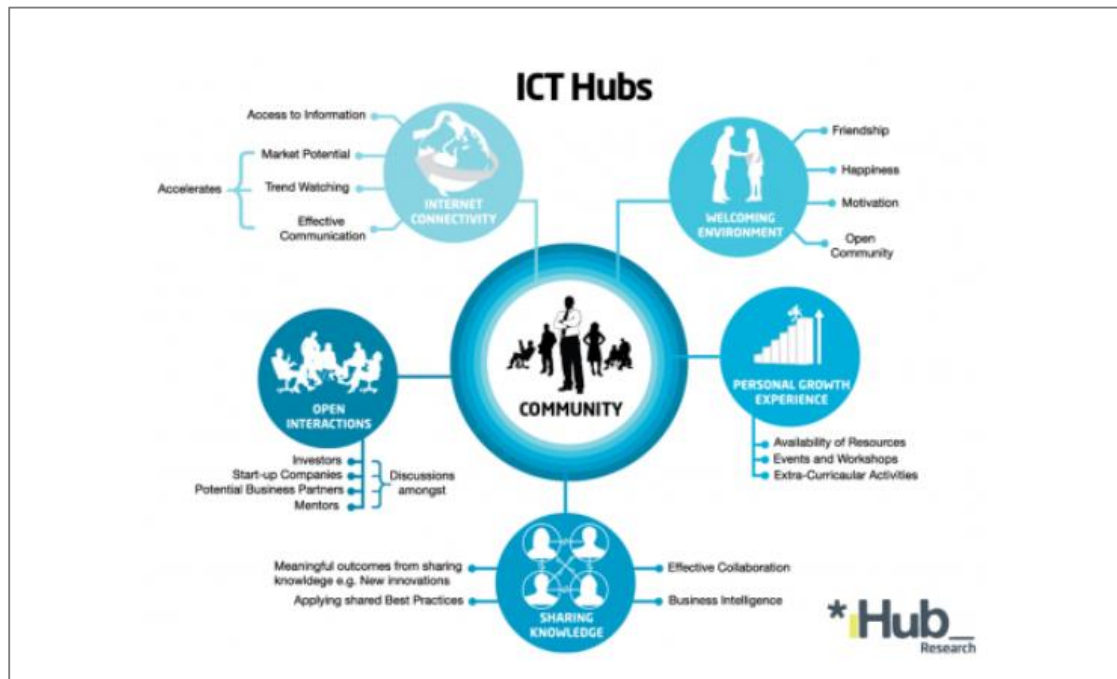 ICT Hubs
Access to Information
Market Potential
Accelerates
Trend Watching
Effective
Communication
INTERNET
CONNECTIVITY
Friendship
Happiness
Motivation
Open
Community
WELCOMING
ENVIRONMENT
COMMUNITY
OPEN
INTERACTIONS
Investors
Start-up Companies
Potential Business Partners
Mentors
Discussions
amongst
PERSONAL GROWTH
EXPERIENCE
Availability of Resources
Events and Workshops
Extra-Curricaular Activities
Meaningful outcomes from sharing
knowldege e.g. New innovations
Applying shared Best Practices
Effective Collaboration
Business Intelligence
SHARING
KNOWLEDGE
*iHub_
Research